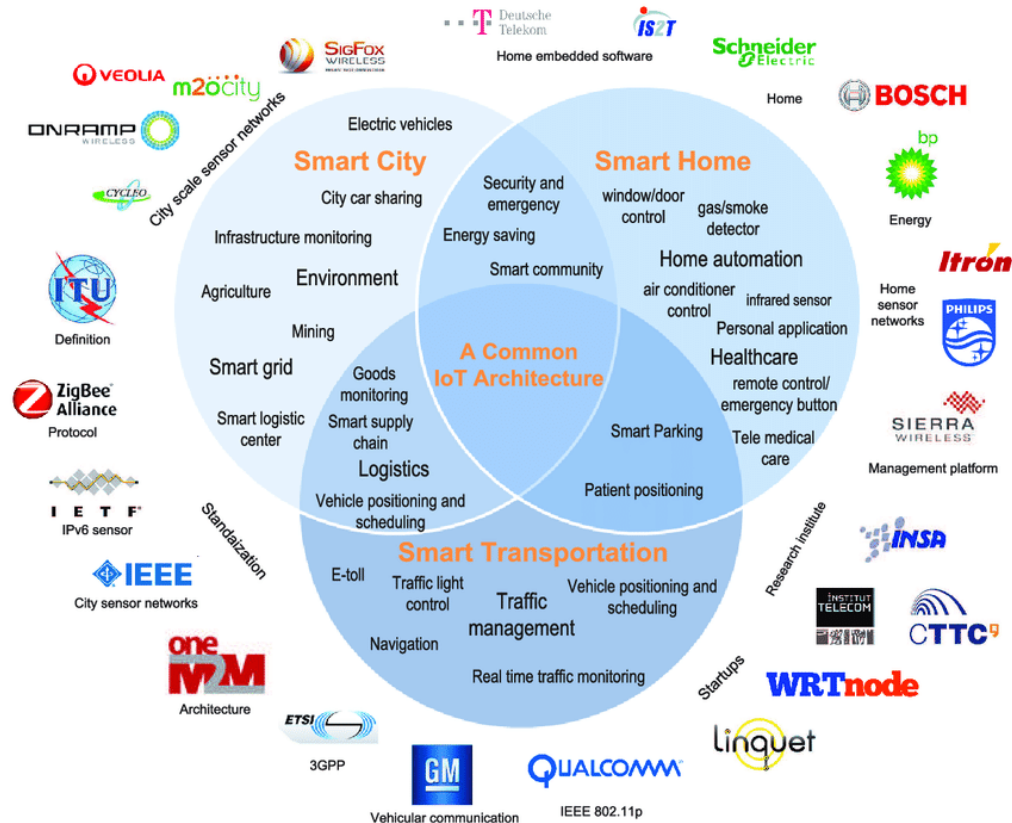 Deutsche
Telekom
IS2T
Home embedded software
Schneider
Electric
SIGFOX
WIRELESS
VEOLIA
m2ocity
ONRAMP
WIRELESS
CYCLEO
City scale sensor networks
Home
BOSCH
bp
Energy
Itron
Home
sensor
networks
PHILIPS
SIERRA
WIRELESS
Management platform
Electric vehicles
Smart City
City car sharing
Infrastructure monitoring
Environment
Agriculture
Mining
Smart grid
Smart logistic
center
Security and
emergency
Energy saving
Smart community
Smart Home
window/door
control
gas/smoke
detector
Home automation
air conditioner
control
infrared sensor
Personal application
Healthcare
remote control/
emergency button
Tele medical
care
A Common
IoT Architecture
Goods
monitoring
Smart supply
chain
Logistics
Vehicle positioning and
scheduling
Smart Parking
Patient positioning
Smart Transportation
E-toll
Traffic light
control
Traffic
management
Vehicle positioning and
scheduling
Navigation
Real time traffic monitoring
ITU
Definition
ZigBee®
Alliance
Protocol
I E T F®
IPv6 sensor
Standaization
IEEE
City sensor networks
one
M2M
Architecture
ETSI
3GPP
GM
Vehicular communication
QUALCOMM
IEEE 802.11p
Research institute
INSA
INSTITUT
TELECOM
CTTC9
Startups
WRTnode
Linquet